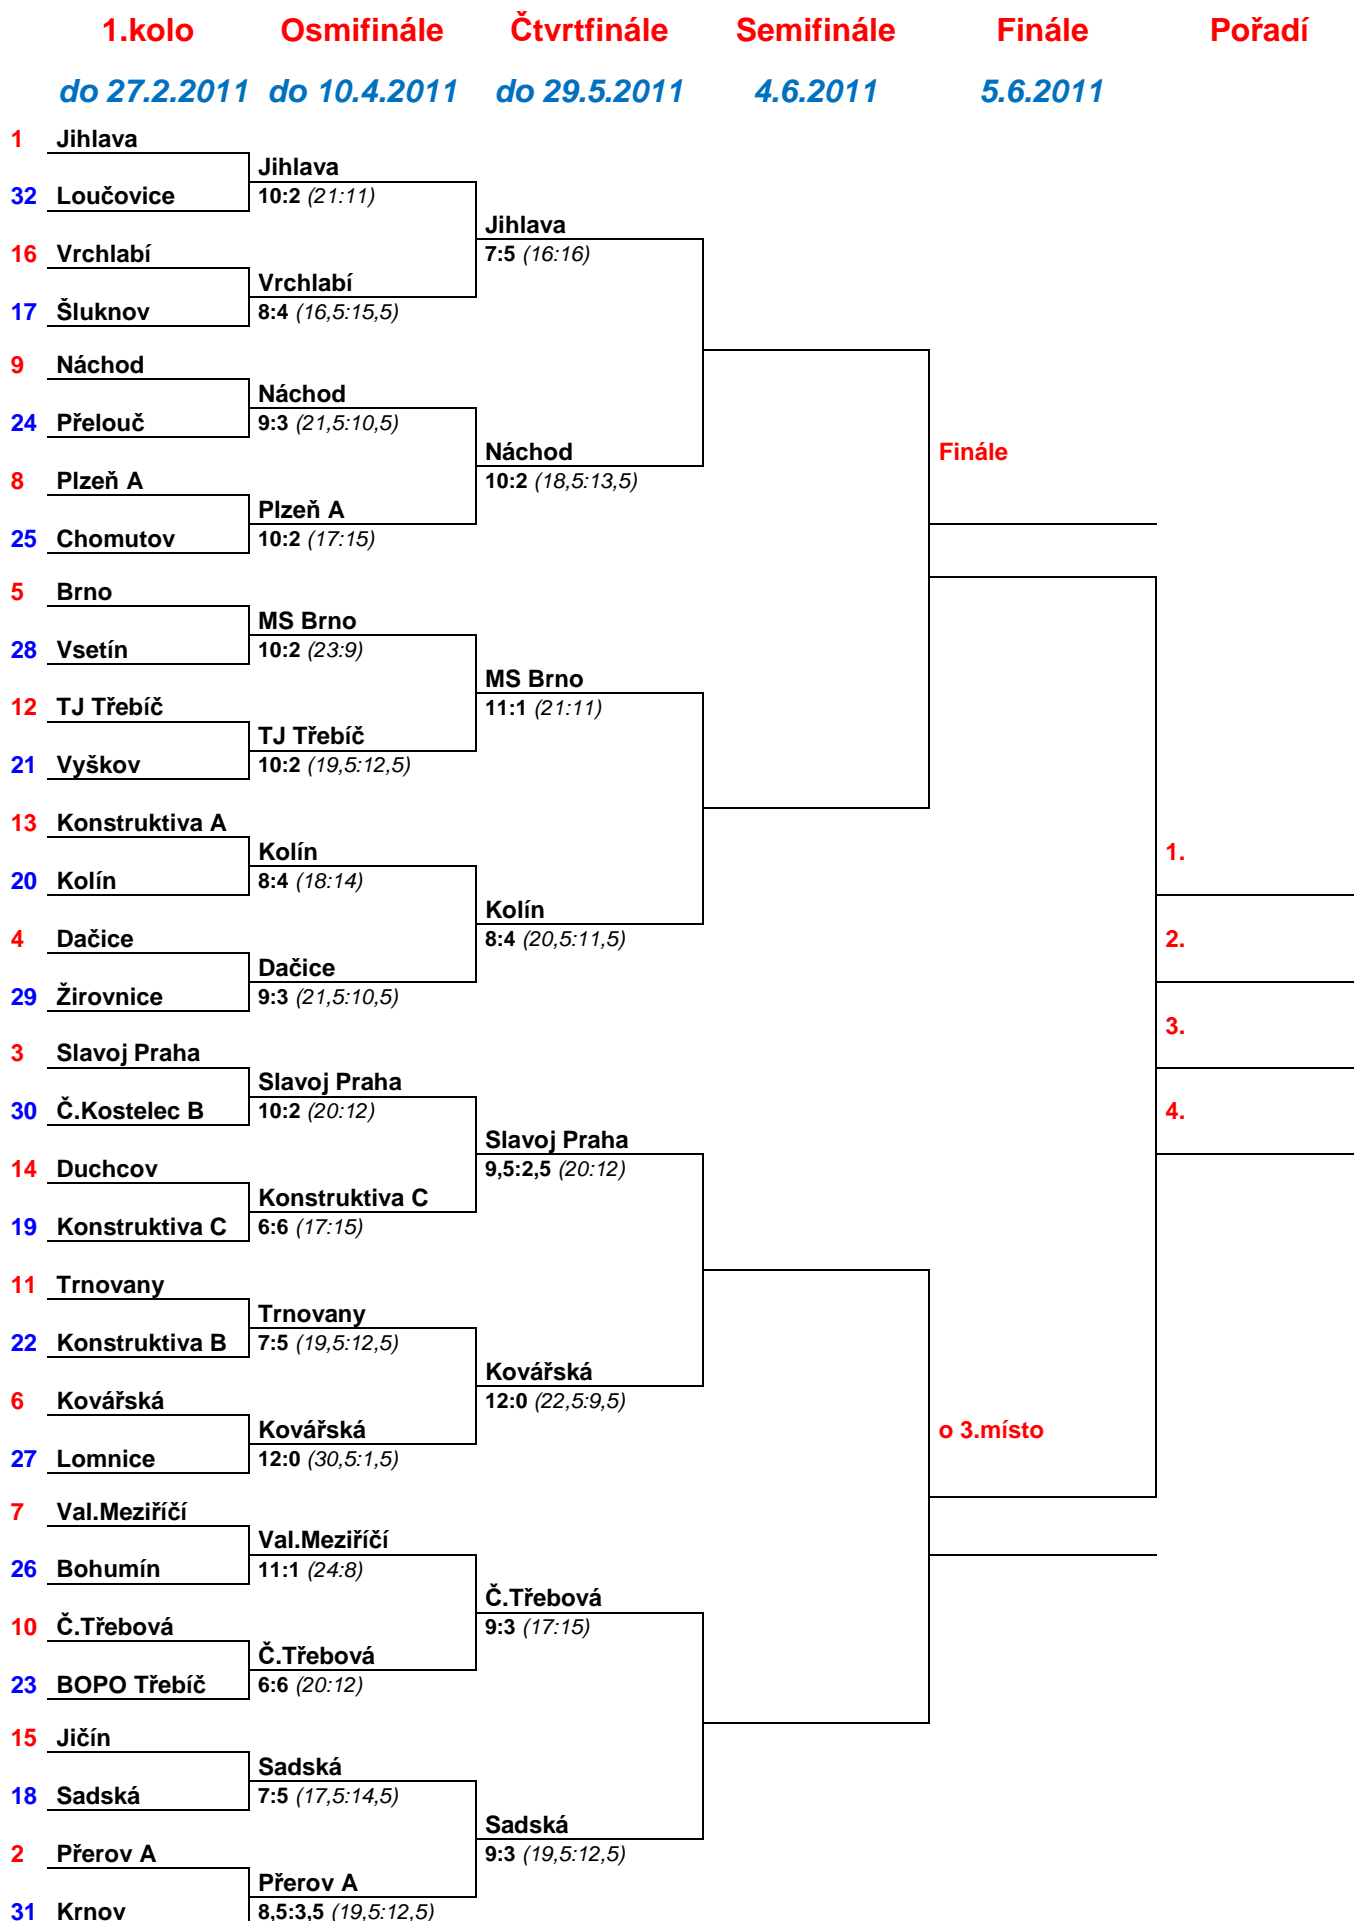 1.kolo Osmifinále Čtvrtfinále Semifinále Finále Pořadí
do 27.2.2011 do 10.4.2011 do 29.5.2011 4.6.2011 5.6.2011
1 Jihlava
Jihlava
32 Loučovice 10:2 (21:11)
Jihlava
16 Vrchlabí 7:5 (16:16)
Vrchlabí
17 Šluknov 8:4 (16,5:15,5)
9 Náchod
Náchod
24 Přelouč 9:3 (21,5:10,5)
Náchod Finále
8 Plzeň A 10:2 (18,5:13,5)
Plzeň A
25 Chomutov 10:2 (17:15)
5 Brno
MS Brno
28 Vsetín 10:2 (23:9)
MS Brno
12 TJ Třebíč 11:1 (21:11)
TJ Třebíč
21 Vyškov 10:2 (19,5:12,5)
13 Konstruktiva A
Kolín 1.
20 Kolín 8:4 (18:14)
Kolín
4 Dačice 8:4 (20,5:11,5) 2.
Dačice
29 Žirovnice 9:3 (21,5:10,5)
3.
3 Slavoj Praha
Slavoj Praha
30 Č.Kostelec B 10:2 (20:12) 4.
Slavoj Praha
14 Duchcov 9,5:2,5 (20:12)
Konstruktiva C
19 Konstruktiva C 6:6 (17:15)
11 Trnovany
Trnovany
22 Konstruktiva B 7:5 (19,5:12,5)
Kovářská
6 Kovářská 12:0 (22,5:9,5)
Kovářská o 3.místo
27 Lomnice 12:0 (30,5:1,5)
7 Val.Meziříčí
Val.Meziříčí
26 Bohumín 11:1 (24:8)
Č.Třebová
10 Č.Třebová 9:3 (17:15)
Č.Třebová
23 BOPO Třebíč 6:6 (20:12)
15 Jičín
Sadská
18 Sadská 7:5 (17,5:14,5)
Sadská
2 Přerov A 9:3 (19,5:12,5)
Přerov A
31 Krnov 8,5:3,5 (19,5:12,5)